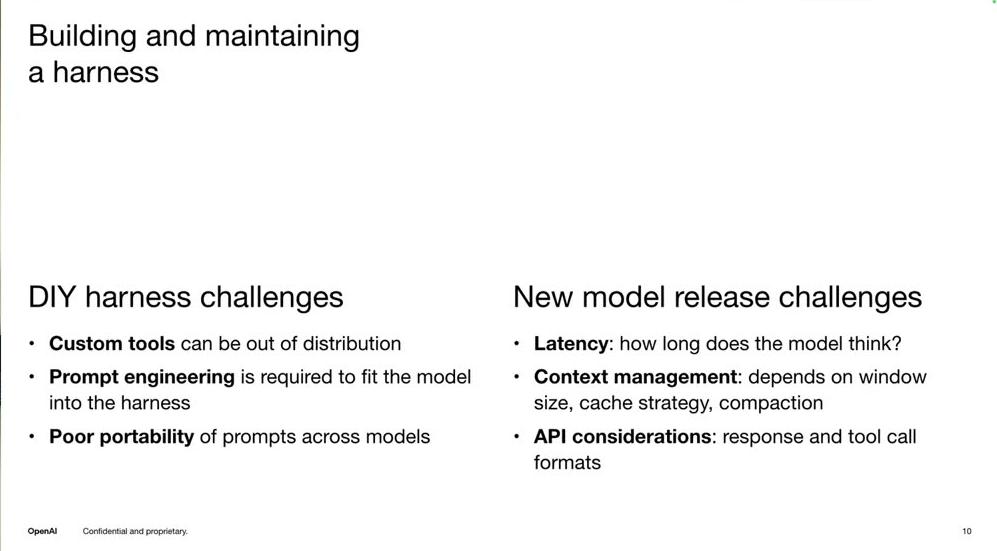 Building and maintaining
a harness
DIY harness challenges
• Custom tools can be out of distribution
• Prompt engineering is required to fit the model
into the harness
• Poor portability of prompts across models
New model release challenges
• Latency: how long does the model think?
• Context management: depends on window
size, cache strategy, compaction
• API considerations: response and tool call
formats
OpenAI Confidential and proprietary. 10